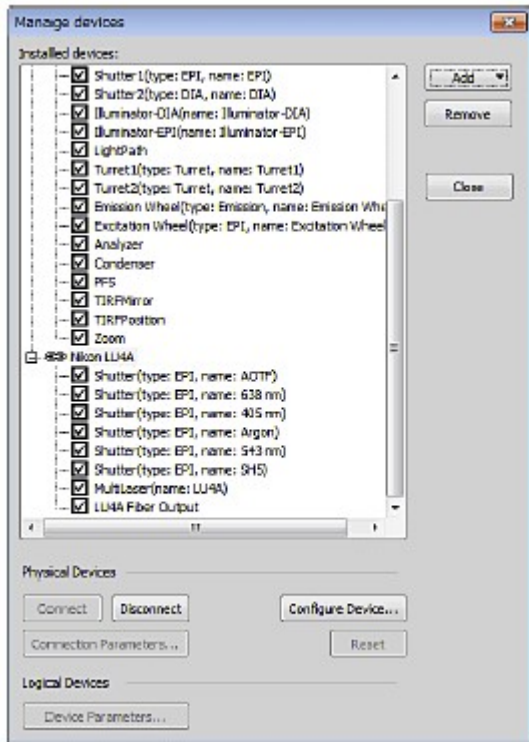 Manage devices
Installed devices:
Shutter1(type: EPI, name: EPI)
Shutter2(type: DIA, name: DIA)
Illuminator-DIA(name: Illuminator-DIA)
Illuminator-EPI(name: Illuminator-EPI)
LightPath
Turret1(type: Turret, name: Turret1)
Turret2(type: Turret, name: Turret2)
Emission Wheel(type: Emission, name: Emission Whe
Excitation Wheel(type: EPI, name: Excitation Wheel
Analyzer
Condenser
PFS
TIRFMirror
TIRFPosition
Zoom
Nikon LU4A
Shutter(type: EPI, name: AOTF)
Shutter(type: EPI, name: 638 nm)
Shutter(type: EPI, name: 405 nm)
Shutter(type: EPI, name: Argon)
Shutter(type: EPI, name: 543 nm)
Shutter(type: EPI, name: SHS)
MultiLaser(name: LU4A)
LU4A Fiber Output
Add
Remove
Close
Physical Devices
Connect Disconnect Configure Device...
Connection Parameters... Reset
Logical Devices
Device Parameters...